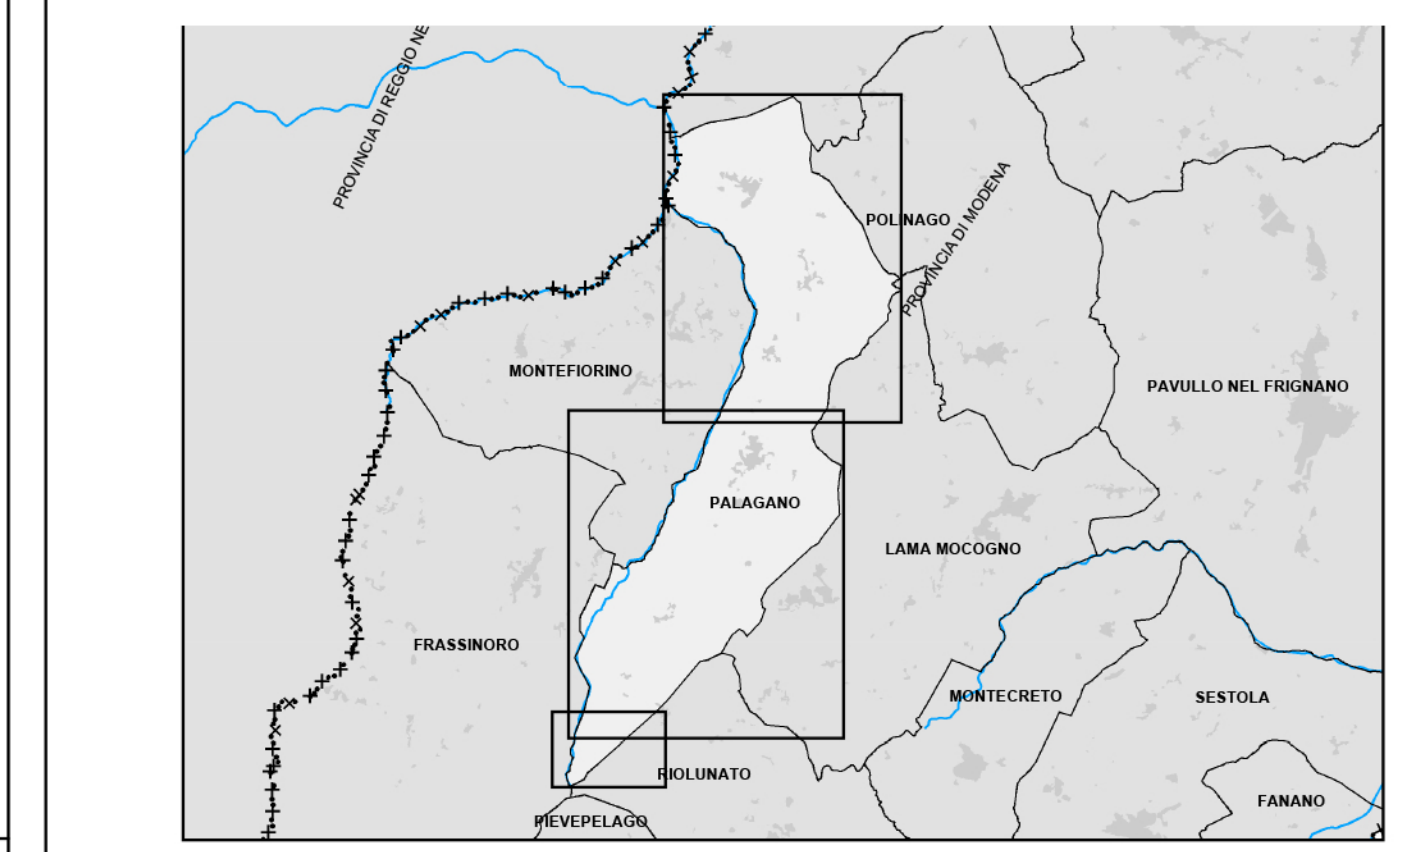 PROVINCIA DI REGGIO NE
POLINAGO
PROVINCIA DI MODENA
MONTEFIORINO
PAVULLO NEL FRIGNANO
PALAGANO
LAMA MOCOGNO
FRASSINORO
MONTECRETO
SESTOLA
RIOLUNATO
FANANO
PIEVEPELAGO